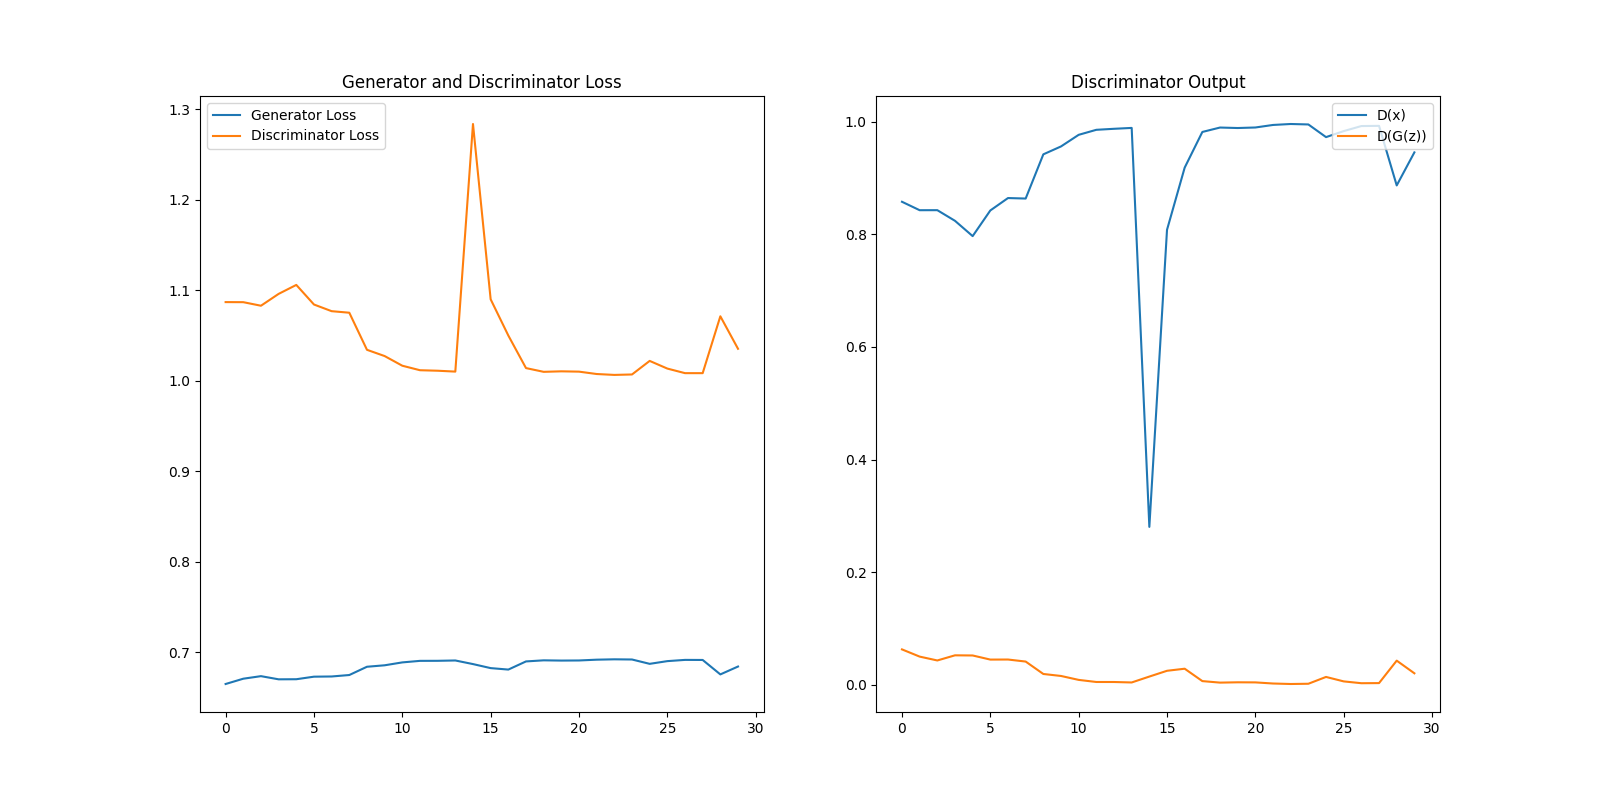 Generator and Discriminator Loss
Generator Loss
Discriminator Loss
1.3
1.2
1.1
1.0
0.9
0.8
0.7
0 5 10 15 20 25 30
Discriminator Output
D(x)
D(G(z))
1.0
0.8
0.6
0.4
0.2
0.0
0 5 10 15 20 25 30